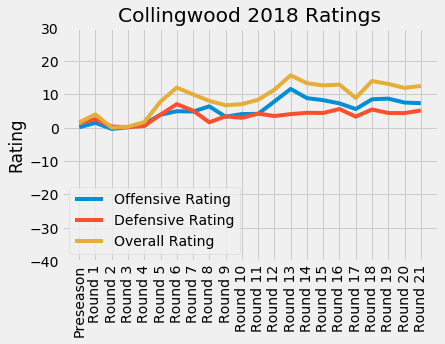 Collingwood 2018 Ratings
30
20
10
0
−10
−20
−30
−40
Rating
Offensive Rating
Defensive Rating
Overall Rating
Preseason
Round 1
Round 2
Round 3
Round 4
Round 5
Round 6
Round 7
Round 8
Round 9
Round 10
Round 11
Round 12
Round 13
Round 14
Round 15
Round 16
Round 17
Round 18
Round 19
Round 20
Round 21